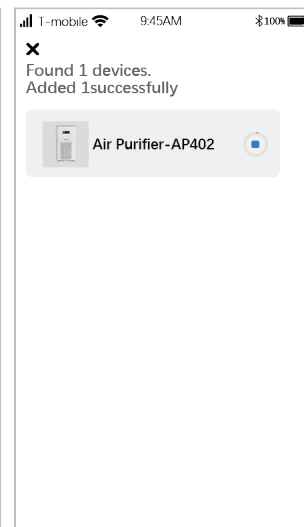 T-mobile 9:45AM 100%
Found 1 devices.
Added 1successfully
Air Purifier-AP402